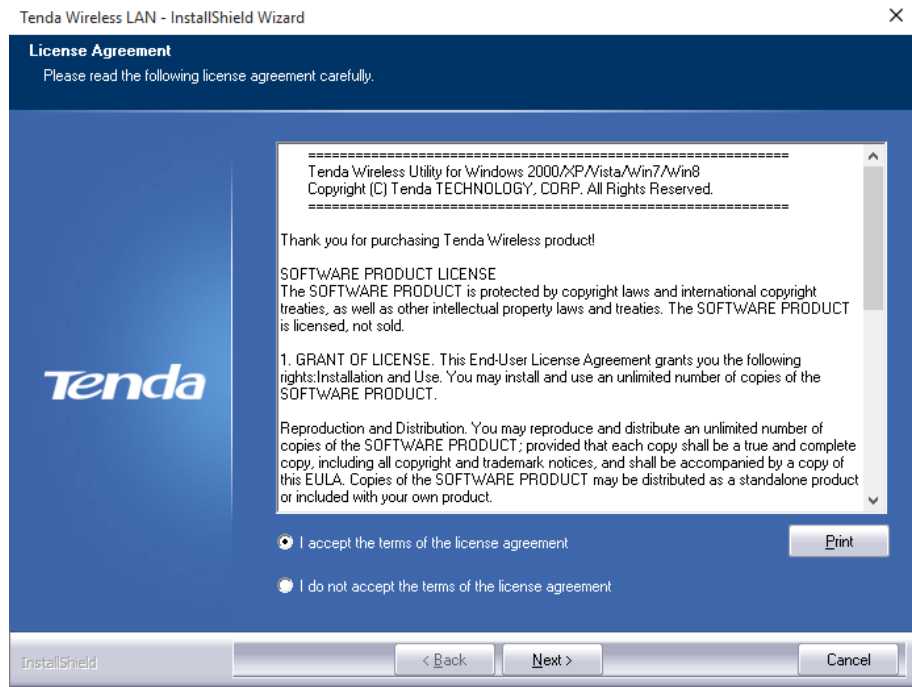 Tenda Wireless LAN - InstallShield Wizard
License Agreement
Please read the following license agreement carefully.
=============================================================
Tenda Wireless Utility for Windows 2000/XP/Vista/Win7/Win8
Copyright (C) Tenda TECHNOLOGY, CORP. All Rights Reserved.
=============================================================
Thank you for purchasing Tenda Wireless product!
SOFTWARE PRODUCT LICENSE
The SOFTWARE PRODUCT is protected by copyright laws and international copyright
treaties, as well as other intellectual property laws and treaties. The SOFTWARE PRODUCT
is licensed, not sold.
1. GRANT OF LICENSE. This End-User License Agreement grants you the following
rights:Installation and Use. You may install and use an unlimited number of copies of the
SOFTWARE PRODUCT.
Reproduction and Distribution. You may reproduce and distribute an unlimited number of
copies of the SOFTWARE PRODUCT; provided that each copy shall be a true and complete
copy, including all copyright and trademark notices, and shall be accompanied by a copy of
this EULA. Copies of the SOFTWARE PRODUCT may be distributed as a standalone product
or included with your own product.
Tenda
I accept the terms of the license agreement
Print
I do not accept the terms of the license agreement
InstallShield
< Back
Next >
Cancel